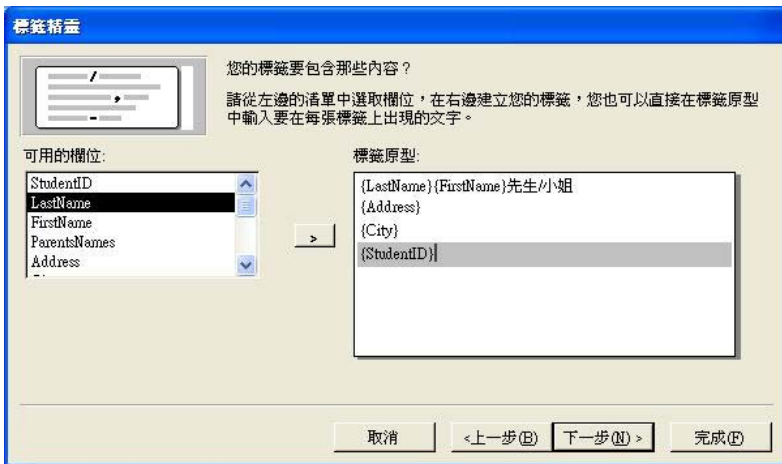 標籤精靈
您的標籤要包含那些內容？
請從左邊的清單中選取欄位，在右邊建立您的標籤，您也可以直接在標籤原型
中輸入要在每張標籤上出現的文字。
可用的欄位:
標籤原型:
StudentID
LastName
FirstName
ParentsNames
Address
{LastName}{FirstName}先生/小姐
{Address}
{City}
{StudentID}
>
取消
<上一步(B)
下一步(N) >
完成(F)